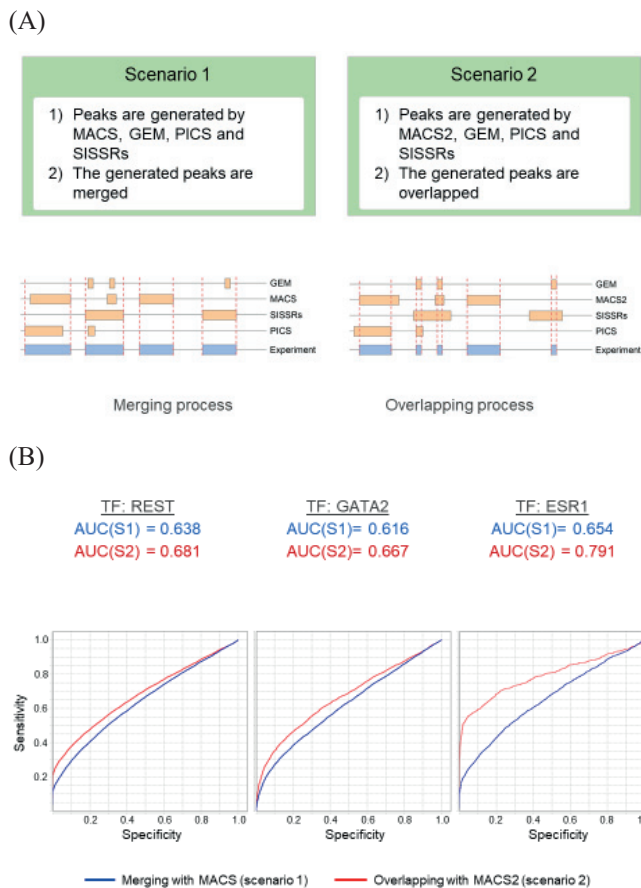 (A)
Scenario 1
1) Peaks are generated by
MACS, GEM, PICS and
SISSRs
2) The generated peaks are
merged
Scenario 2
1) Peaks are generated by
MACS2, GEM, PICS and
SISSRs
2) The generated peaks are
overlapped
GEM
MACS
SISSRs
PICS
Experiment
Merging process
GEM
MACS2
SISSRs
PICS
Experiment
Overlapping process
(B)
TF: REST
AUC(S1) = 0.638
AUC(S2) = 0.681
TF: GATA2
AUC(S1)= 0.616
AUC(S2)= 0.667
TF: ESR1
AUC(S1)= 0.654
AUC(S2)= 0.791
Sensitivity
1.0
0.8
0.6
0.4
0.2
0.2 0.4 0.6 0.8 1.0
Specificity
0.2 0.4 0.6 0.8 1.0
Specificity
0.2 0.4 0.6 0.8 1.0
Specificity
Merging with MACS (scenario 1)
Overlapping with MACS2 (scenario 2)